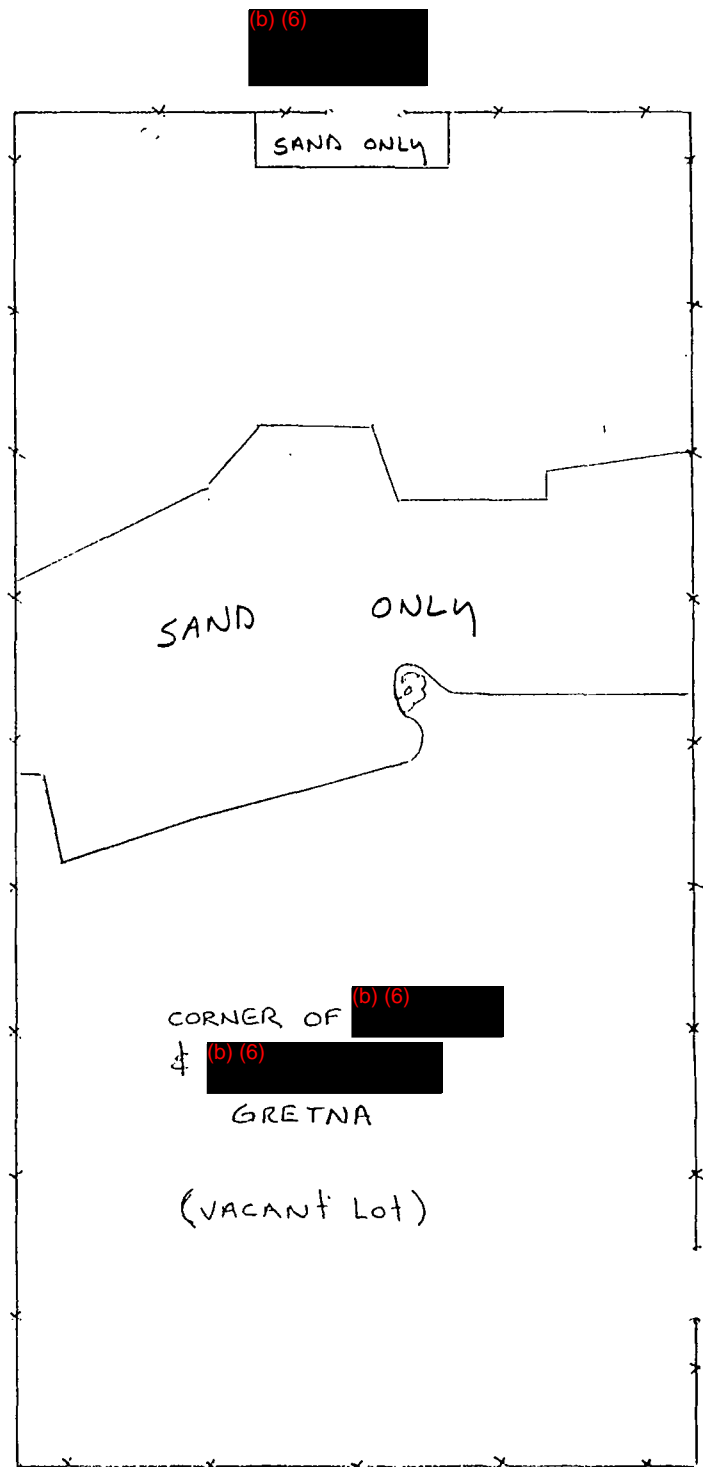 (b) (6)
SAND ONLY
SAND ONLY
CORNER OF (b) (6)
& (b) (6)
GRETNA
(VACANT LOT)